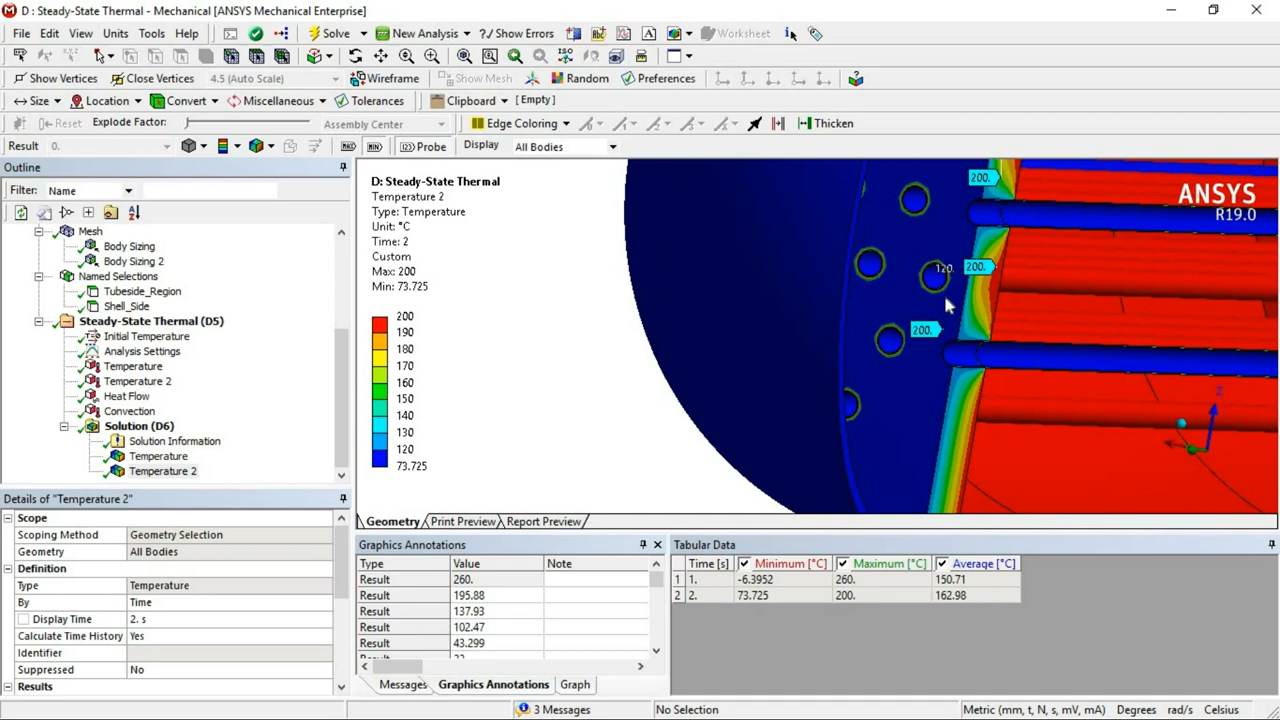 D : Steady-State Thermal - Mechanical [ANSYS Mechanical Enterprise]
File Edit View Units Tools Help Solve New Analysis ?/ Show Errors Worksheet
Show Vertices Close Vertices 4.5 (Auto Scale) Wireframe Show Mesh Random Preferences
Size Location Convert Miscellaneous Tolerances Clipboard [ Empty ]
Reset Explode Factor: Assembly Center Edge Coloring Thicken
Result 0. MAX MIN Probe Display All Bodies
Outline
Filter: Name
Mesh
Body Sizing
Body Sizing 2
Named Selections
Tubeside_Region
Shell_Side
Steady-State Thermal (D5)
Initial Temperature
Analysis Settings
Temperature
Temperature 2
Heat Flow
Convection
Solution (D6)
Solution Information
Temperature
Temperature 2
Details of "Temperature 2"
Scope
Scoping Method Geometry Selection
Geometry All Bodies
Definition
Type Temperature
By Time
Display Time 2. s
Calculate Time History Yes
Identifier
Suppressed No
Results
D: Steady-State Thermal
Temperature 2
Type: Temperature
Unit: °C
Time: 2
Custom
Max: 200
Min: 73.725
200
190
180
170
160
150
140
130
120
73.725
200.
200.
120.
200.
ANSYS
R19.0
Z
Geometry Print Preview Report Preview
Graphics Annotations
Type Value Note
Result 260.
Result 195.88
Result 137.93
Result 102.47
Result 43.299
Messages Graphics Annotations Graph
Tabular Data
Time [s] Minimum [°C] Maximum [°C] Average [°C]
1 1. -6.3952 260. 150.71
2 2. 73.725 200. 162.98
3 Messages No Selection Metric (mm, t, N, s, mV, mA) Degrees rad/s Celsius